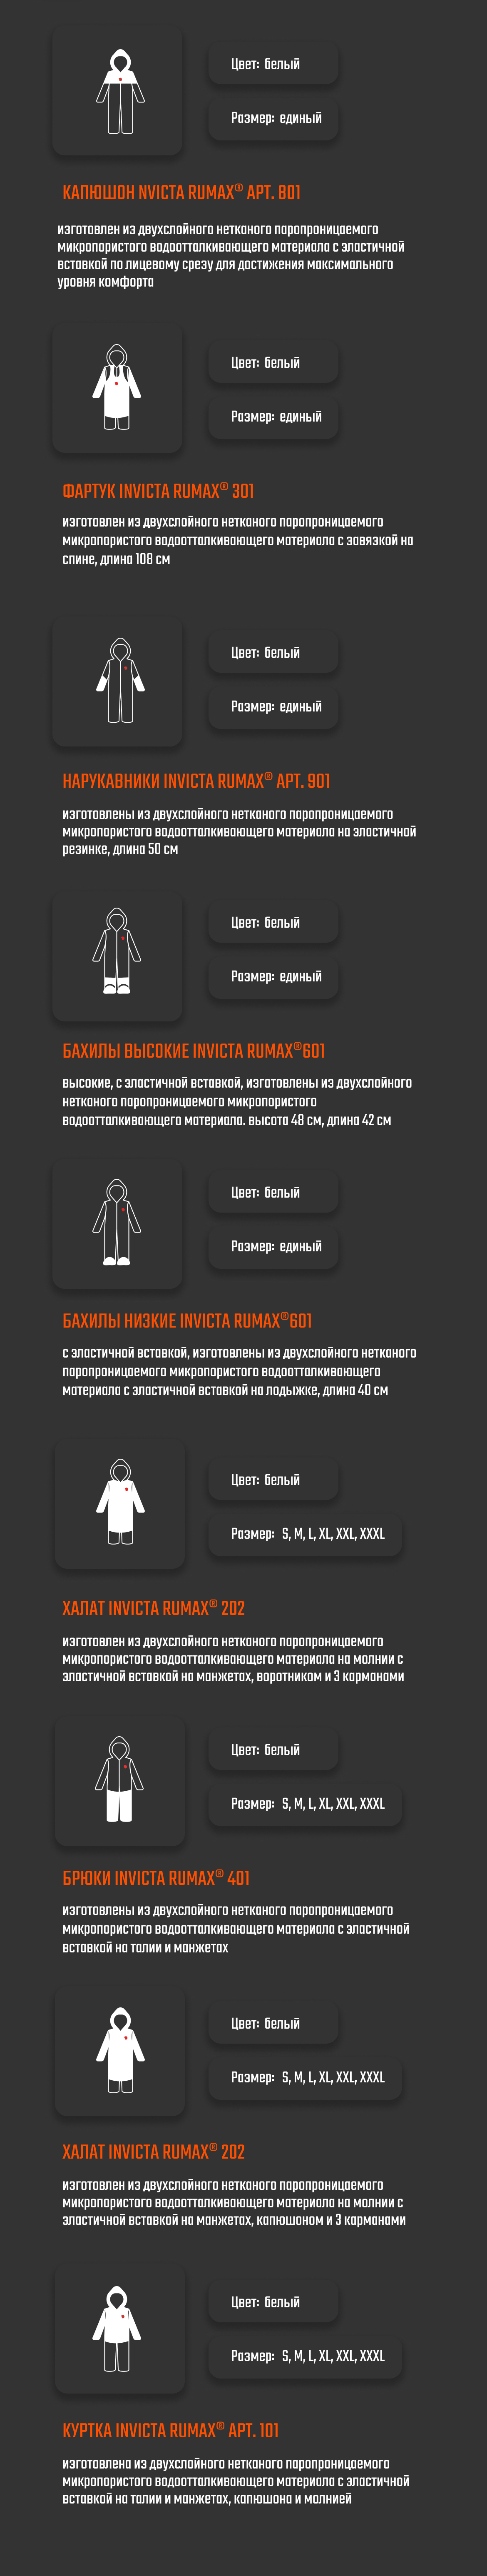 Цвет: белый
Размер: единый
КАПЮШОН NVICTA RUMAX® АРТ. 801
изготовлен из двухслойного нетканого паропроницаемого
микропористого водоотталкивающего материала с эластичной
вставкой по лицевому срезу для достижения максимального
уровня комфорта
Цвет: белый
Размер: единый
ФАРТУК INVICTA RUMAX® 301
изготовлен из двухслойного нетканого паропроницаемого
микропористого водоотталкивающего материала с завязкой на
спине, длина 108 см
Цвет: белый
Размер: единый
НАРУКАВНИКИ INVICTA RUMAX® АРТ. 901
изготовлены из двухслойного нетканого паропроницаемого
микропористого водоотталкивающего материала на эластичной
резинке, длина 50 см
Цвет: белый
Размер: единый
БАХИЛЫ ВЫСОКИЕ INVICTA RUMAX®601
высокие, с эластичной вставкой, изготовлены из двухслойного
нетканого паропроницаемого микропористого
водоотталкивающего материала. высота 48 см, длина 42 см
Цвет: белый
Размер: единый
БАХИЛЫ НИЗКИЕ INVICTA RUMAX®601
с эластичной вставкой, изготовлены из двухслойного нетканого
паропроницаемого микропористого водоотталкивающего
материала с эластичной вставкой на лодыжке, длина 40 см
Цвет: белый
Размер: S, M, L, XL, XXL, XXXL
ХАЛАТ INVICTA RUMAX® 202
изготовлен из двухслойного нетканого паропроницаемого
микропористого водоотталкивающего материала на молнии с
эластичной вставкой на манжетах, воротником и 3 карманами
Цвет: белый
Размер: S, M, L, XL, XXL, XXXL
БРЮКИ INVICTA RUMAX® 401
изготовлены из двухслойного нетканого паропроницаемого
микропористого водоотталкивающего материала с эластичной
вставкой на талии и манжетах
Цвет: белый
Размер: S, M, L, XL, XXL, XXXL
ХАЛАТ INVICTA RUMAX® 202
изготовлен из двухслойного нетканого паропроницаемого
микропористого водоотталкивающего материала на молнии с
эластичной вставкой на манжетах, капюшоном и 3 карманами
Цвет: белый
Размер: S, M, L, XL, XXL, XXXL
КУРТКА INVICTA RUMAX® АРТ. 101
изготовлена из двухслойного нетканого паропроницаемого
микропористого водоотталкивающего материала с эластичной
вставкой на талии и манжетах, капюшона и молнией